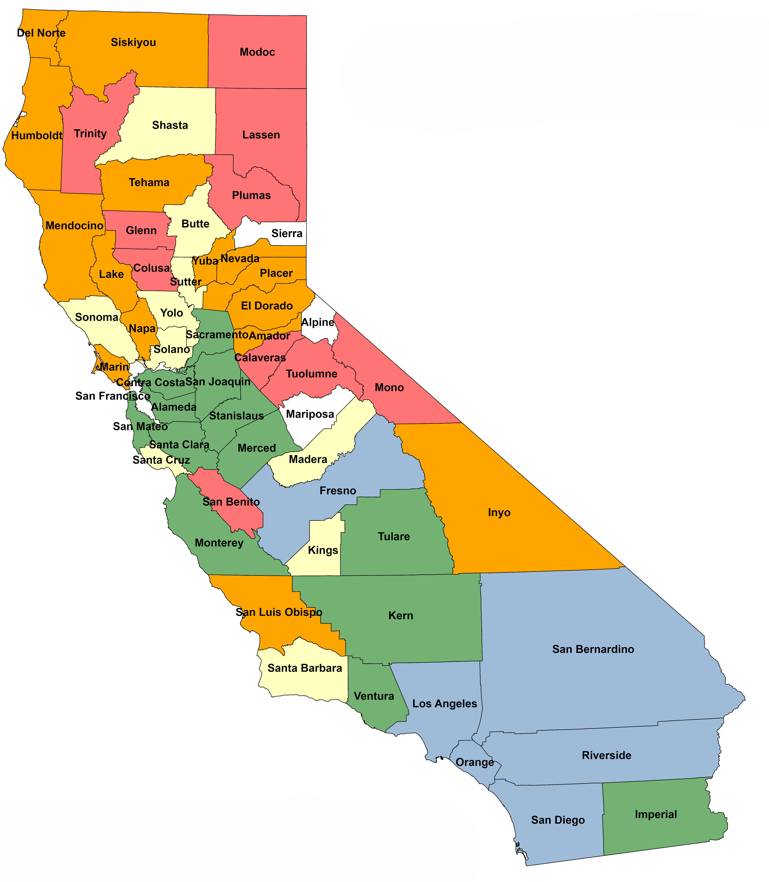 Del Norte
Siskiyou
Modoc
Shasta
Humboldt
Trinity
Lassen
Tehama
Plumas
Mendocino
Glenn
Butte
Sierra
Colusa
Yuba
Nevada
Lake
Placer
Sutter
El Dorado
Sonoma
Yolo
Alpine
Napa
Sacramento
Amador
Solano
Calaveras
Marin
Tuolumne
Contra Costa
San Joaquin
Mono
San Francisco
Alameda
Mariposa
Stanislaus
San Mateo
Santa Clara
Merced
Santa Cruz
Madera
Fresno
San Benito
Inyo
Tulare
Monterey
Kings
San Luis Obispo
Kern
San Bernardino
Santa Barbara
Ventura
Los Angeles
Riverside
Orange
Imperial
San Diego